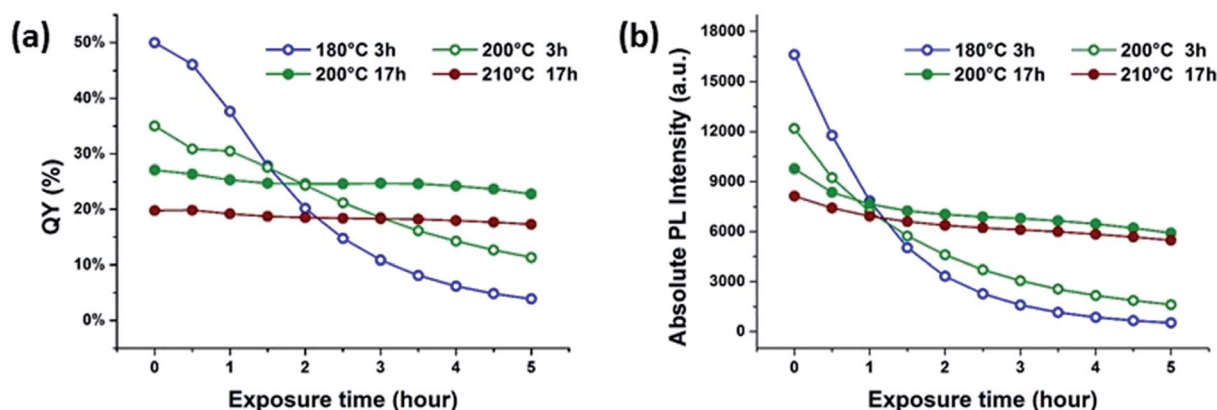 (a)
50%
40%
30%
20%
10%
0%
QY (%)
180°C 3h
200°C 3h
200°C 17h
210°C 17h
0 1 2 3 4 5
Exposure time (hour)
(b)
18000
15000
12000
9000
6000
3000
0
Absolute PL Intensity (a.u.)
180°C 3h
200°C 3h
200°C 17h
210°C 17h
0 1 2 3 4 5
Exposure time (hour)